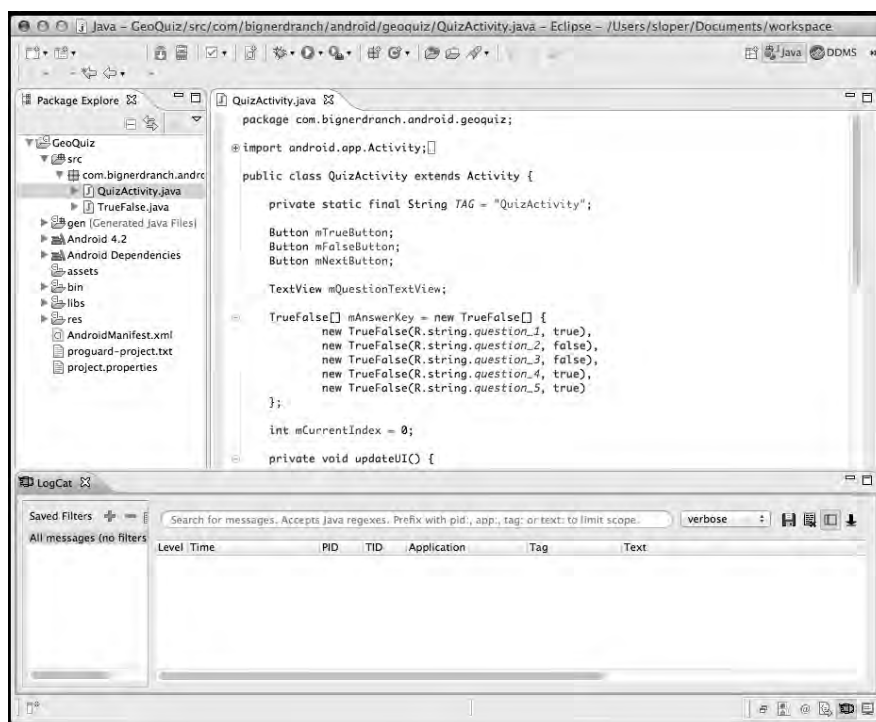 Java – GeoQuiz/src/com/bignerdranch/android/geoquiz/QuizActivity.java – Eclipse – /Users/sloper/Documents/workspace
Java DDMS
Package Explore
GeoQuiz
src
com.bignerdranch.andro
QuizActivity.java
TrueFalse.java
gen [Generated Java Files]
Android 4.2
Android Dependencies
assets
bin
libs
res
AndroidManifest.xml
proguard-project.txt
project.properties
QuizActivity.java
package com.bignerdranch.android.geoquiz;
import android.app.Activity;
public class QuizActivity extends Activity {
private static final String TAG = "QuizActivity";
Button mTrueButton;
Button mFalseButton;
Button mNextButton;
TextView mQuestionTextView;
TrueFalse[] mAnswerKey = new TrueFalse[] {
new TrueFalse(R.string.question_1, true),
new TrueFalse(R.string.question_2, false),
new TrueFalse(R.string.question_3, false),
new TrueFalse(R.string.question_4, true),
new TrueFalse(R.string.question_5, true)
};
int mCurrentIndex = 0;
private void updateUI() {
LogCat
Saved Filters
All messages (no filters
Search for messages. Accepts Java regexes. Prefix with pid:, app:, tag: or text: to limit scope.
verbose
Level Time PID TID Application Tag Text